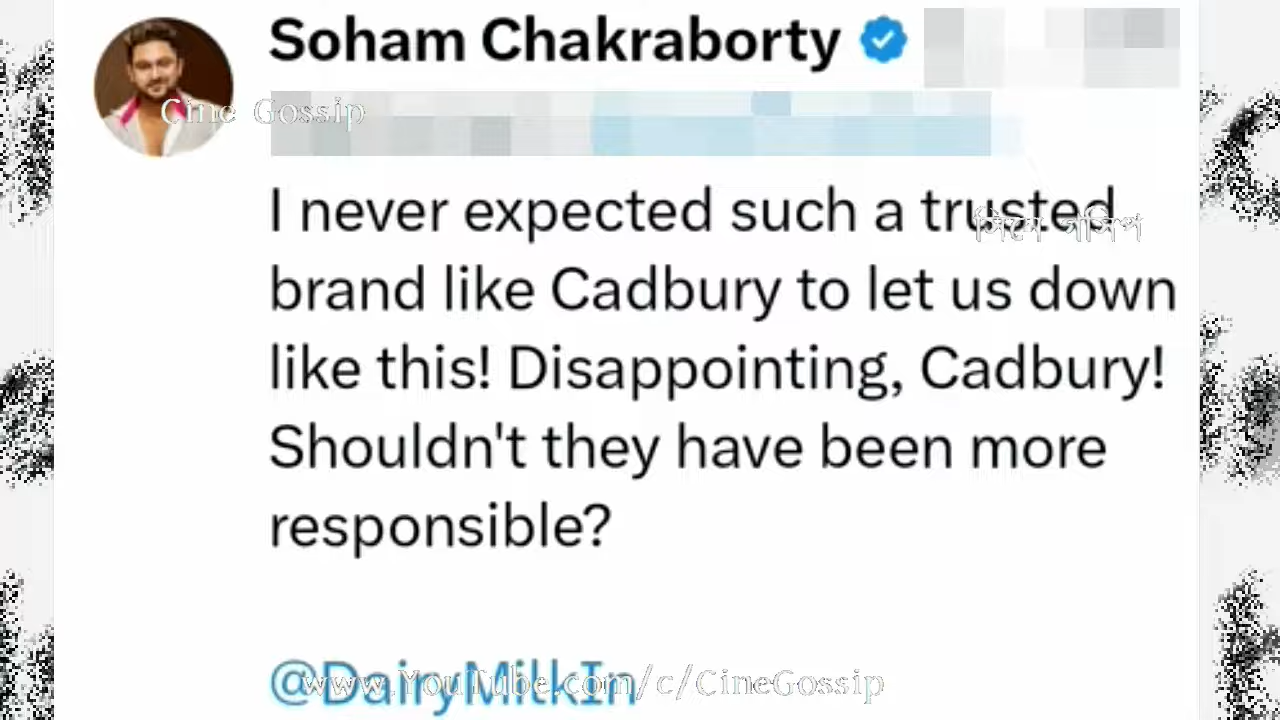 Soham Chakraborty
Cine Gossip
I never expected such a trusted
সিনে গসিপ
brand like Cadbury to let us down
like this! Disappointing, Cadbury!
Shouldn't they have been more
responsible?
@DairyMilkIn
www.YouTube.com/c/CineGossip